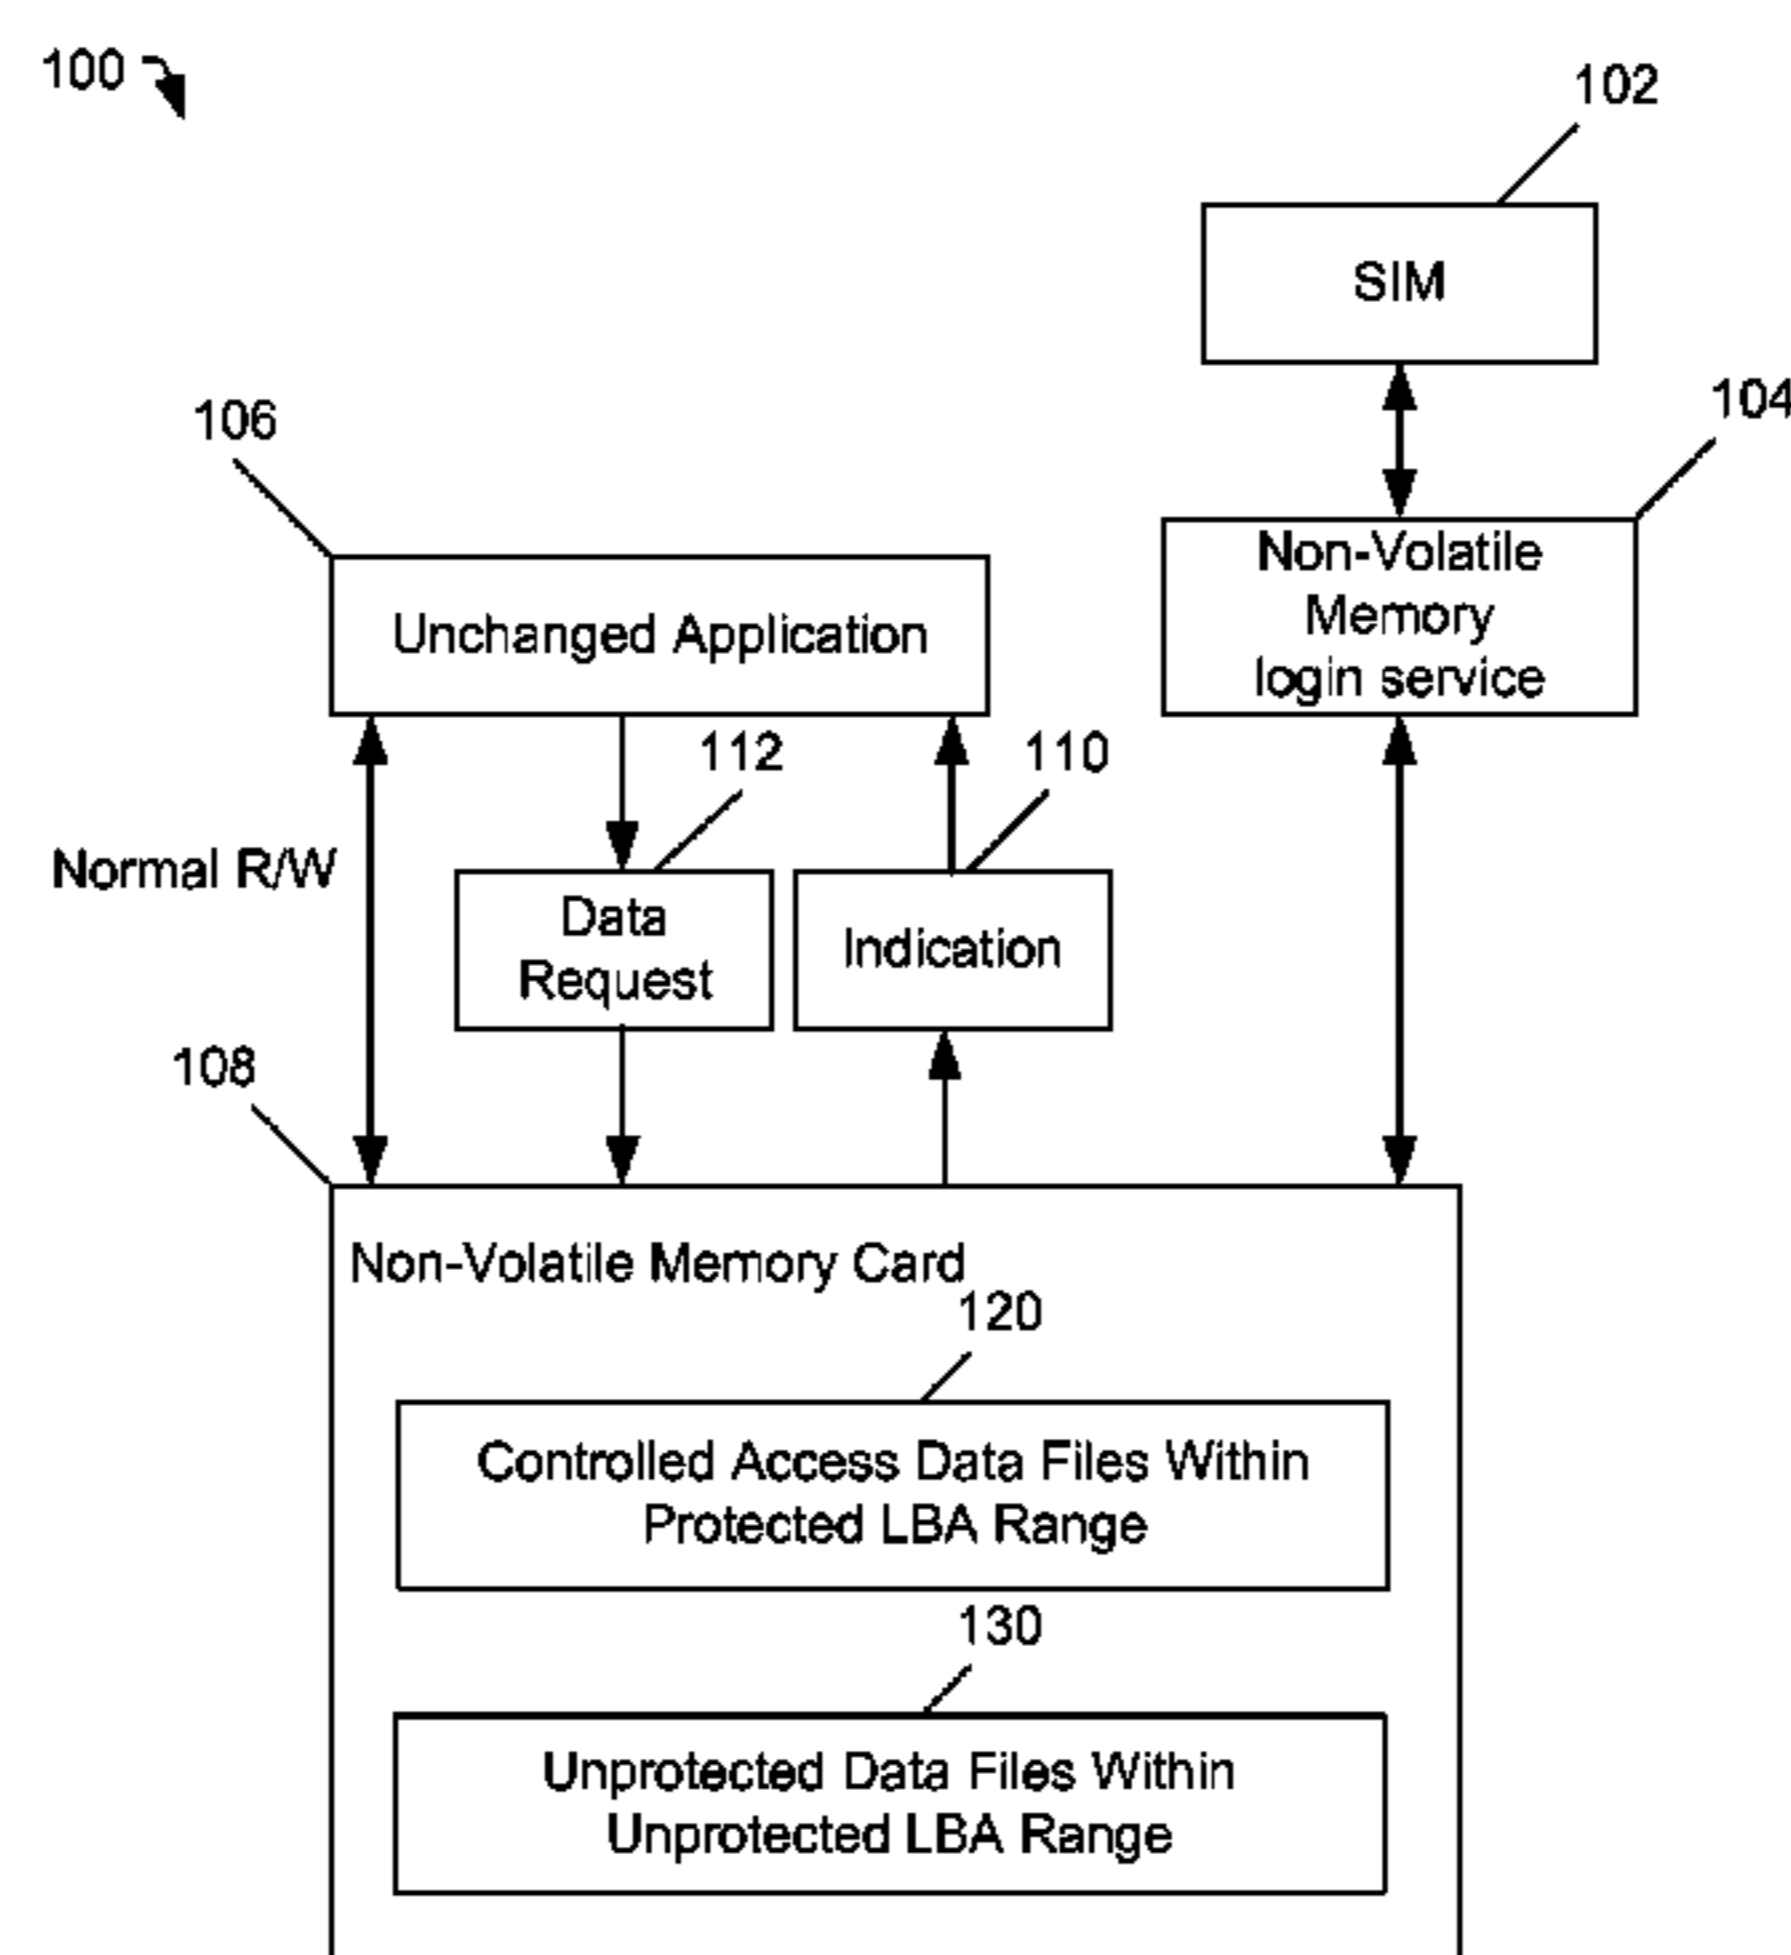 100
102
SIM
104
106
Non-Volatile
Memory
login service
Unchanged Application
112
110
Normal R/W
Data
Request
Indication
108
Non-Volatile Memory Card
120
Controlled Access Data Files Within
Protected LBA Range
130
Unprotected Data Files Within
Unprotected LBA Range